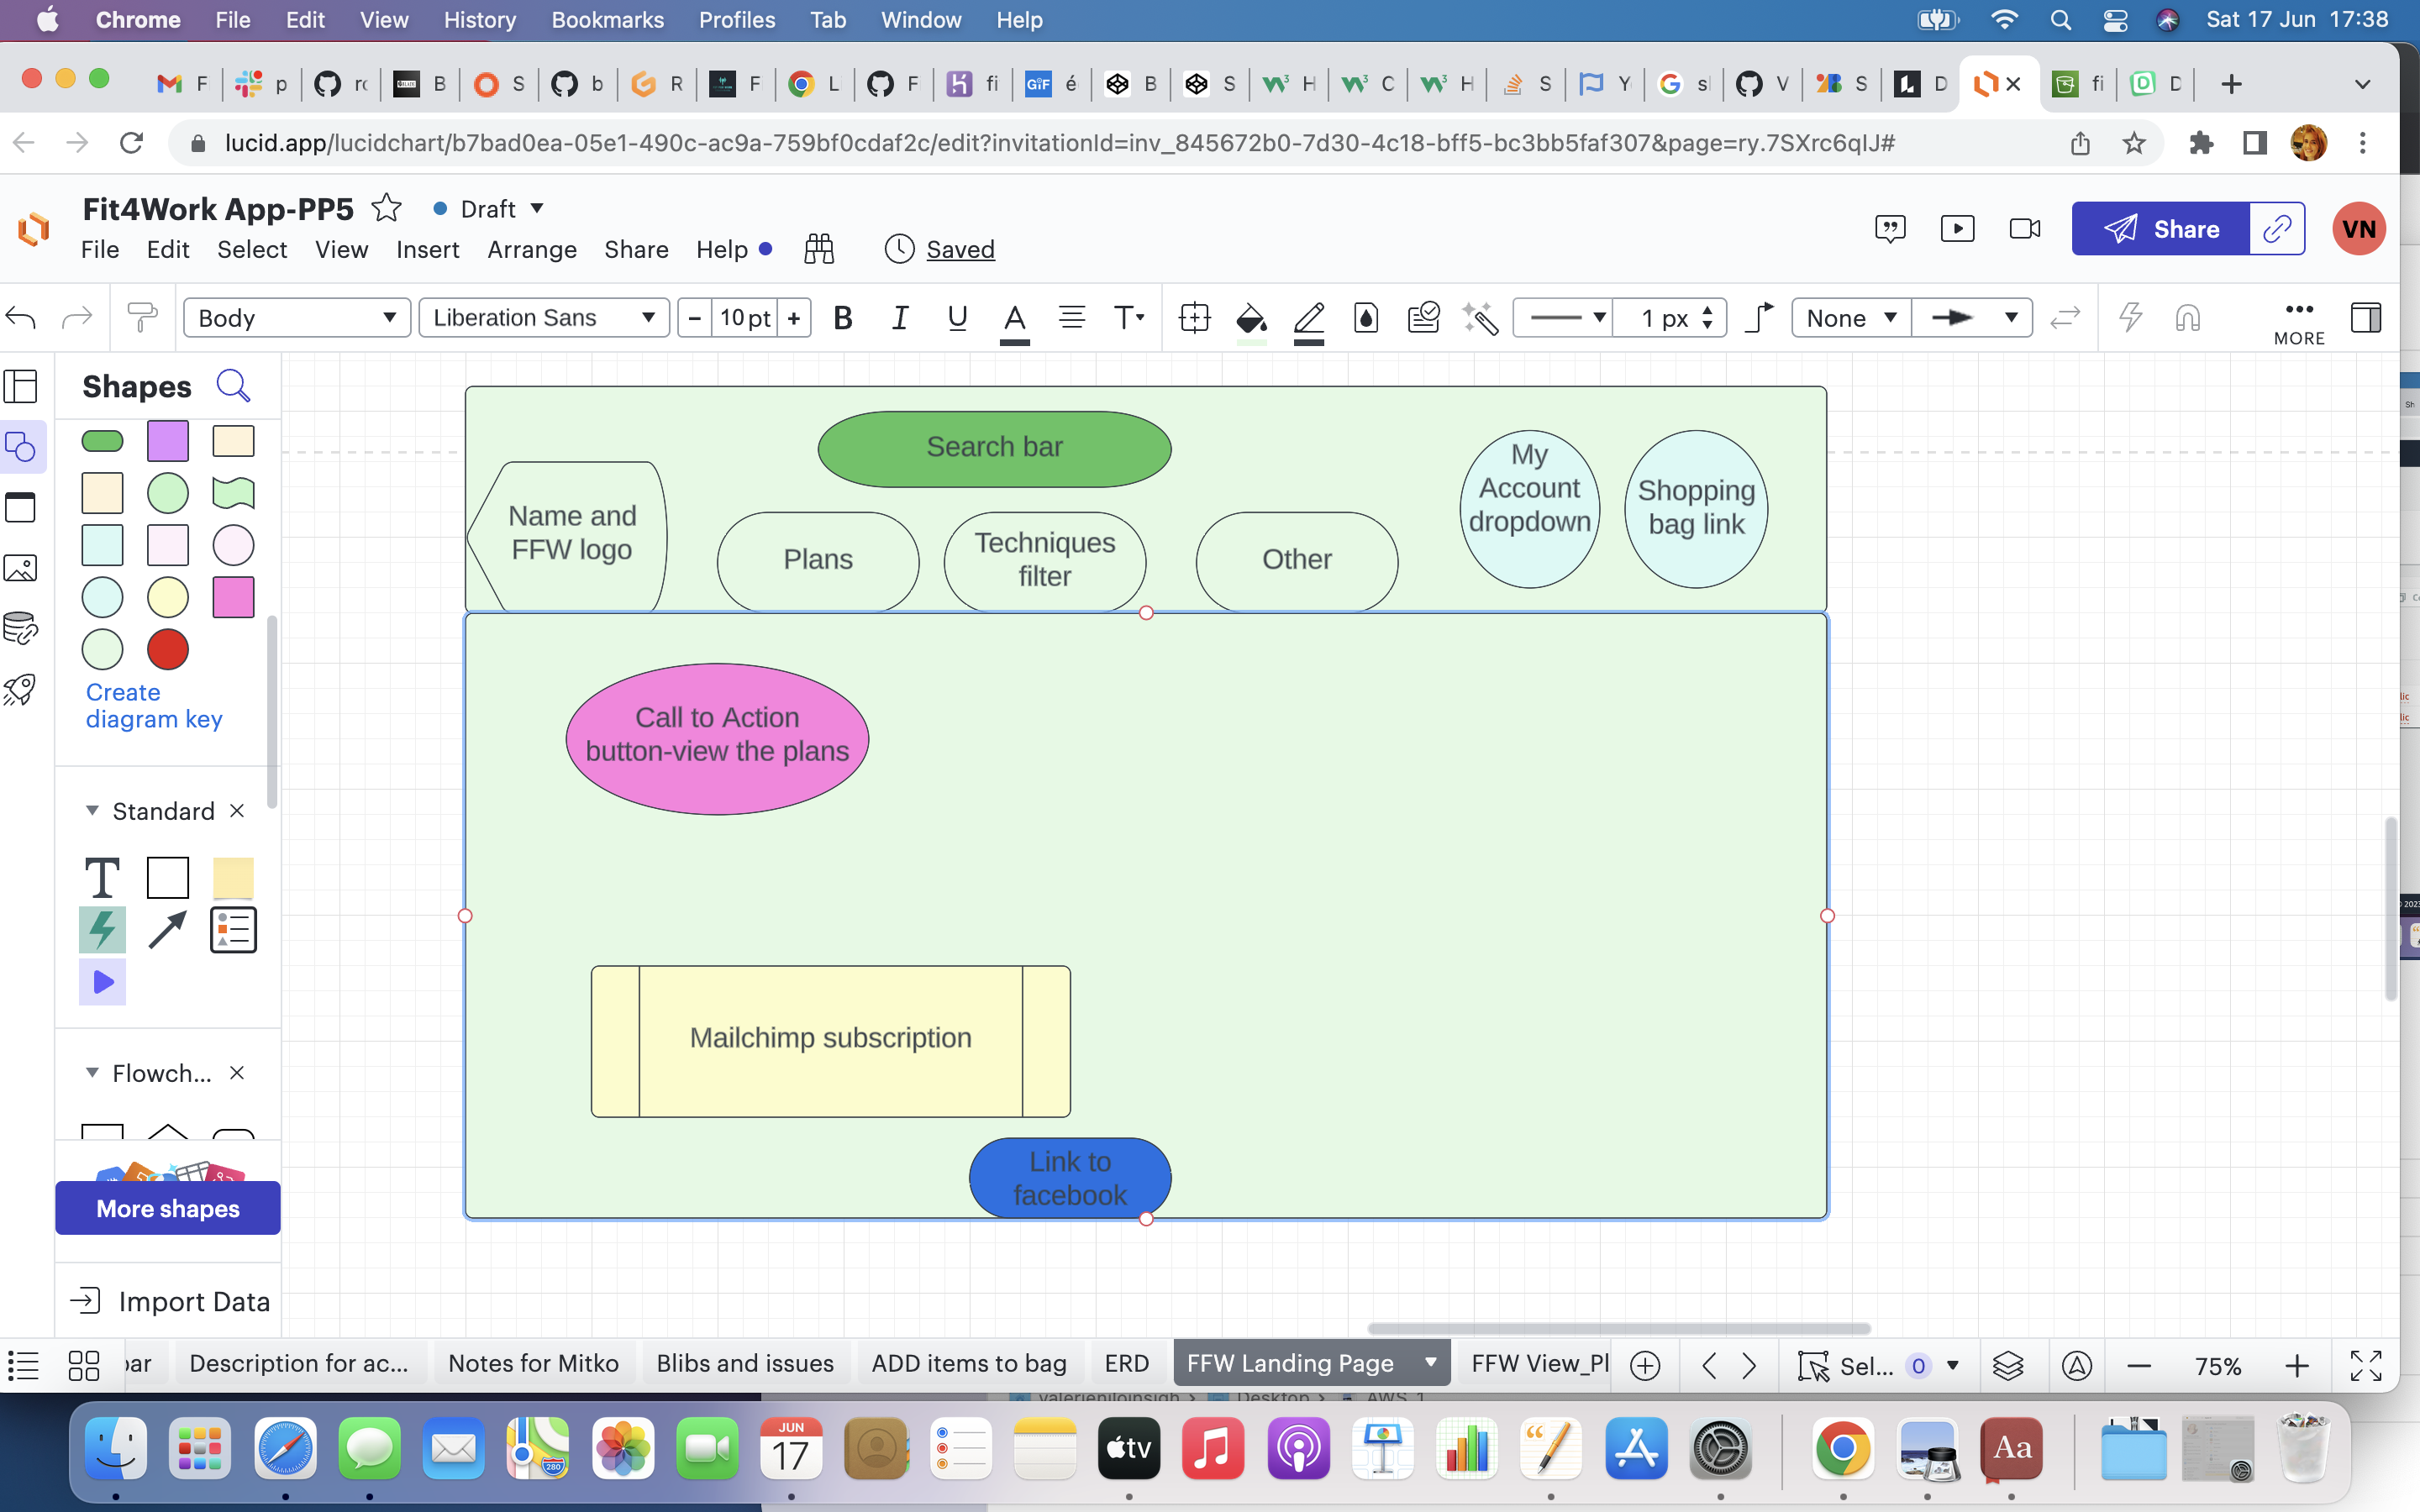 Chrome File Edit View History Bookmarks Profiles Tab Window Help Sat 17 Jun 17:38
F p B S b R F L F fi é B S H C H S Y V S D fi
lucid.app/lucidchart/b7bad0ea-05e1-490c-ac9a-759bf0cdaf2c/edit?invitationId=inv_845672b0-7d30-4c18-bff5-bc3bb5faf307&page=ry.7SXrc6qIJ#
Fit4Work App-PP5 Draft
File Edit Select View Insert Arrange Share Help Saved
Share VN
Body Liberation Sans - 10 pt + B I U A T 1 px None MORE
Shapes
Create
diagram key
Standard
T
Flowch...
More shapes
Import Data
Search bar
Name and
FFW logo
Plans
Techniques
filter
Other
My
Account
dropdown
Shopping
bag link
Call to Action
button-view the plans
Mailchimp subscription
Link to
facebook
Description for ac... Notes for Mitko Blibs and issues ADD items to bag ERD FFW Landing Page FFW View_Pl Sel... 0 75%
JUN
17
280
tv
Aa